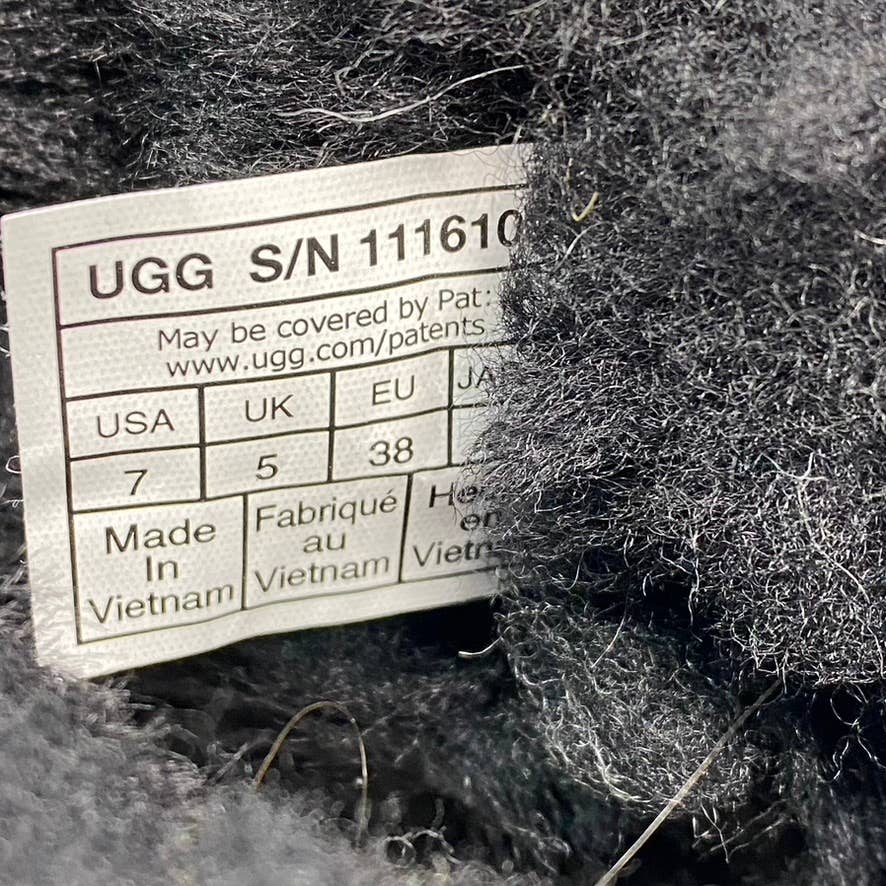 UGG S/N 111610
May be covered by Pat:
www.ugg.com/patents
USA UK EU
7 5 38
Made
In
Vietnam
Fabriqué
au
Vietnam